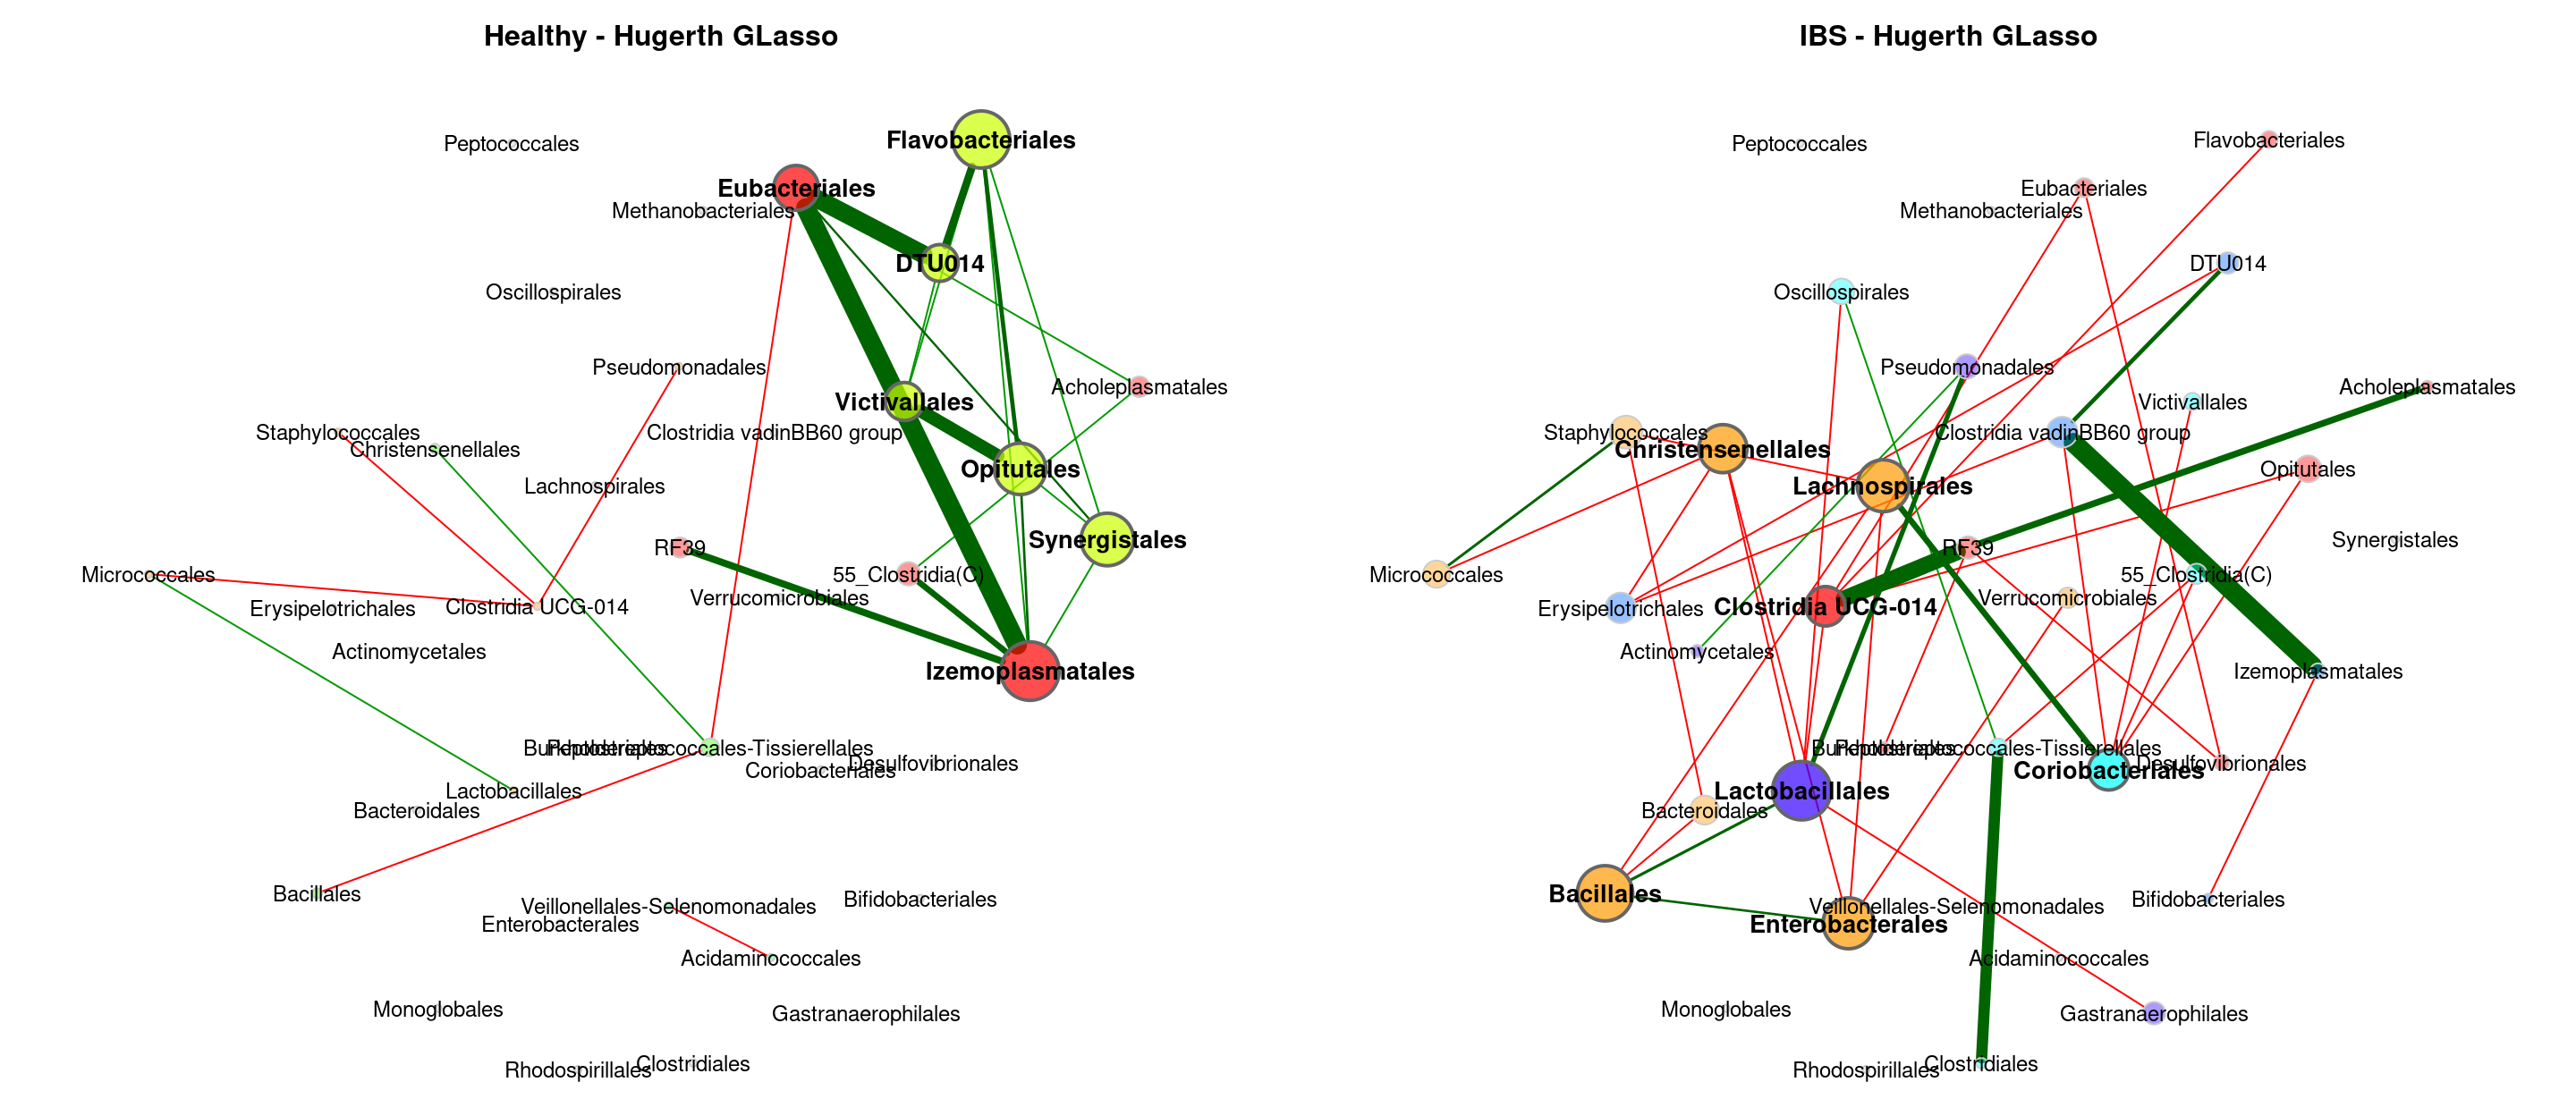 Healthy - Hugerth GLasso
Peptococcales
Flavobacteriales
Eubacteriales
Methanobacteriales
DTU014
Oscillospirales
Pseudomonadales
Acholeplasmatales
Victivallales
Staphylococcales
Clostridia vadinBB60 group
Christensenellales
Opitutales
Lachnospirales
Synergistales
RF39
Micrococcales
55_Clostridia(C)
Verrucomicrobiales
Erysipelotrichales
Clostridia UCG-014
Actinomycetales
Izemoplasmatales
Peptostreptococcales-Tissierellales
Desulfovibrionales
Coriobacteriales
Lactobacillales
Bacteroidales
Bacillales
Bifidobacteriales
Veillonellales-Selenomonadales
Enterobacterales
Acidaminococcales
Monoglobales
Gastranaerophilales
Clostridiales
Rhodospirillales
IBS - Hugerth GLasso
Flavobacteriales
Peptococcales
Eubacteriales
Methanobacteriales
DTU014
Oscillospirales
Pseudomonadales
Acholeplasmatales
Victivallales
Staphylococcales
Clostridia vadinBB60 group
Christensenellales
Opitutales
Lachnospirales
Synergistales
RF39
Micrococcales
55_Clostridia(C)
Verrucomicrobiales
Erysipelotrichales
Clostridia UCG-014
Actinomycetales
Izemoplasmatales
Peptostreptococcales-Tissierellales
Desulfovibrionales
Coriobacteriales
Lactobacillales
Bacteroidales
Bacillales
Bifidobacteriales
Veillonellales-Selenomonadales
Enterobacterales
Acidaminococcales
Monoglobales
Gastranaerophilales
Clostridiales
Rhodospirillales